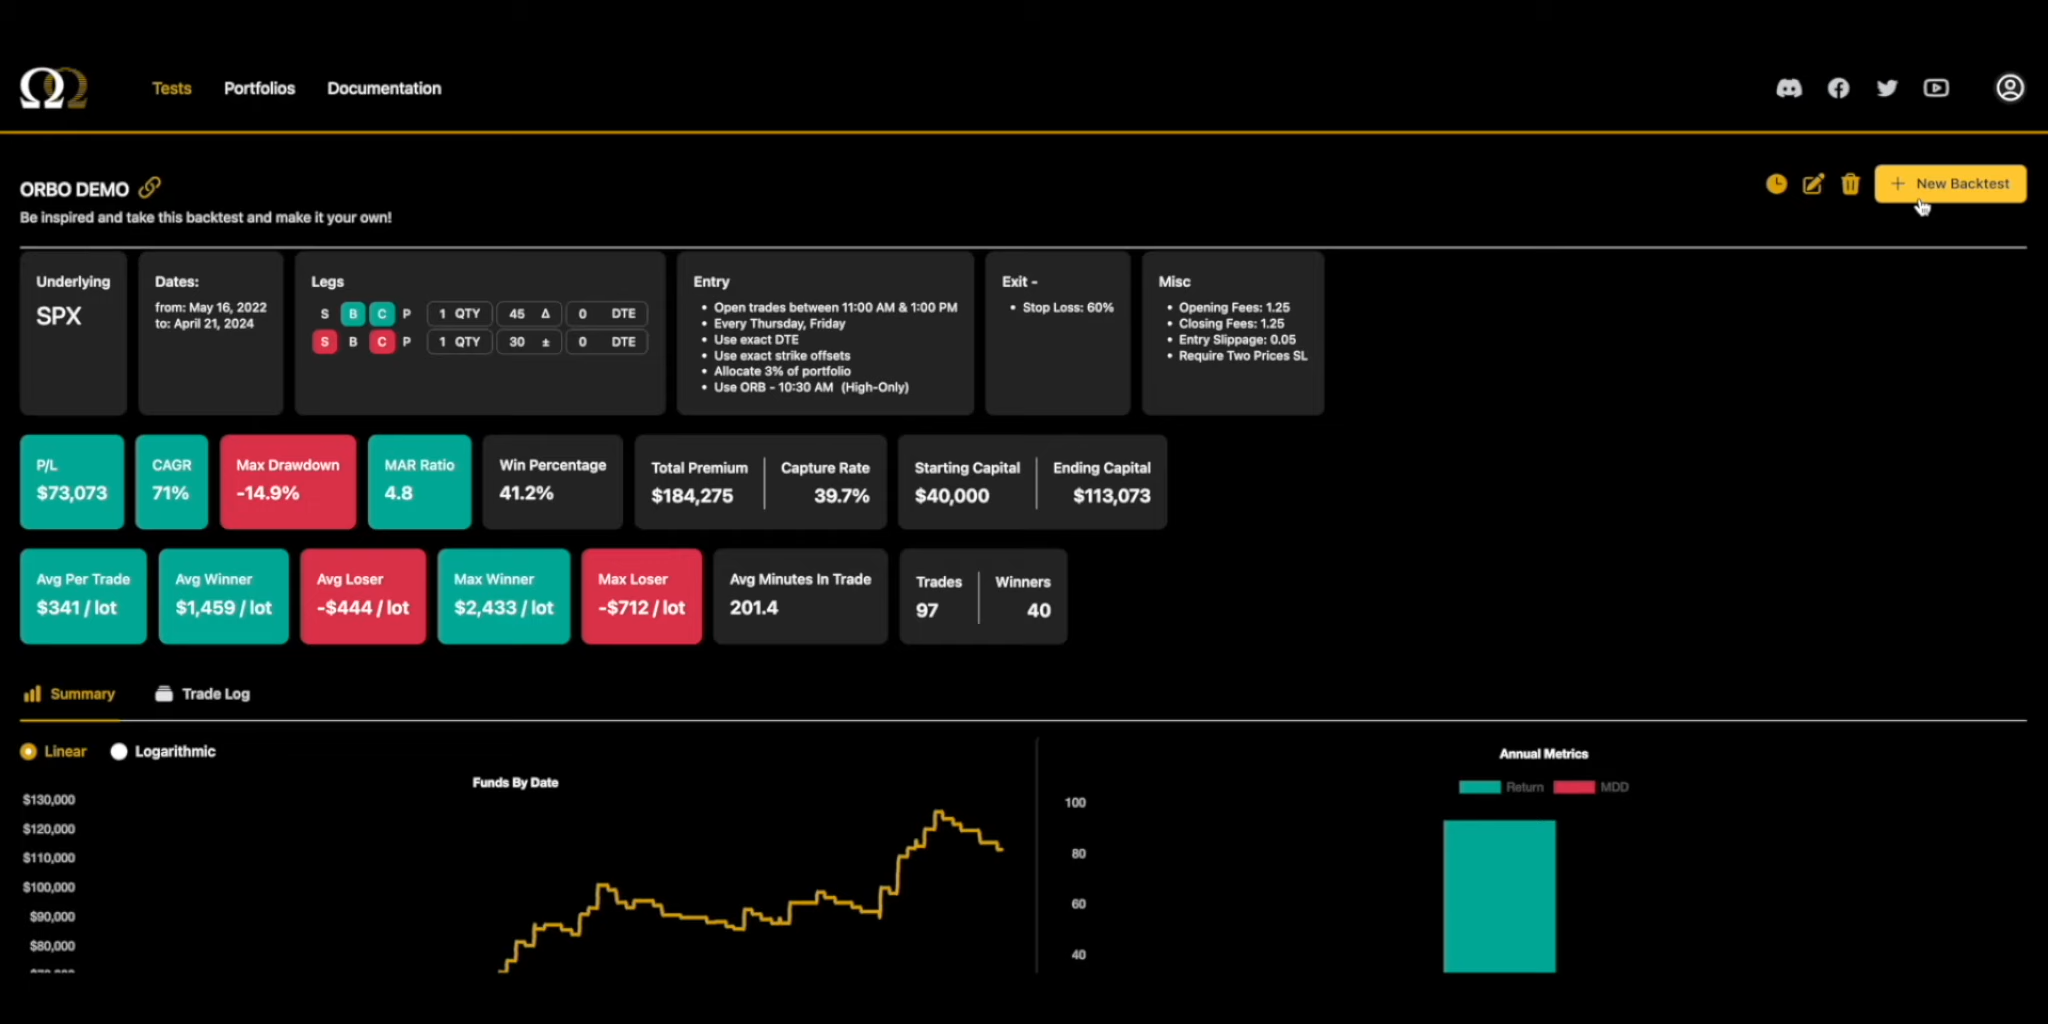 Tests Portfolios Documentation
ORBO DEMO
Be inspired and take this backtest and make it your own!
+ New Backtest
Underlying
SPX
Dates:
from: May 16, 2022
to: April 21, 2024
Legs
S B C P 1 QTY 45 Δ 0 DTE
S B C P 1 QTY 30 ± 0 DTE
Entry
• Open trades between 11:00 AM & 1:00 PM
• Every Thursday, Friday
• Use exact DTE
• Use exact strike offsets
• Allocate 3% of portfolio
• Use ORB - 10:30 AM (High-Only)
Exit -
• Stop Loss: 60%
Misc
• Opening Fees: 1.25
• Closing Fees: 1.25
• Entry Slippage: 0.05
• Require Two Prices SL
P/L
$73,073
CAGR
71%
Max Drawdown
-14.9%
MAR Ratio
4.8
Win Percentage
41.2%
Total Premium
$184,275
Capture Rate
39.7%
Starting Capital
$40,000
Ending Capital
$113,073
Avg Per Trade
$341 / lot
Avg Winner
$1,459 / lot
Avg Loser
-$444 / lot
Max Winner
$2,433 / lot
Max Loser
-$712 / lot
Avg Minutes In Trade
201.4
Trades
97
Winners
40
Summary Trade Log
Linear Logarithmic
Funds By Date
$130,000
$120,000
$110,000
$100,000
$90,000
$80,000
Annual Metrics
Return MDD
100
80
60
40